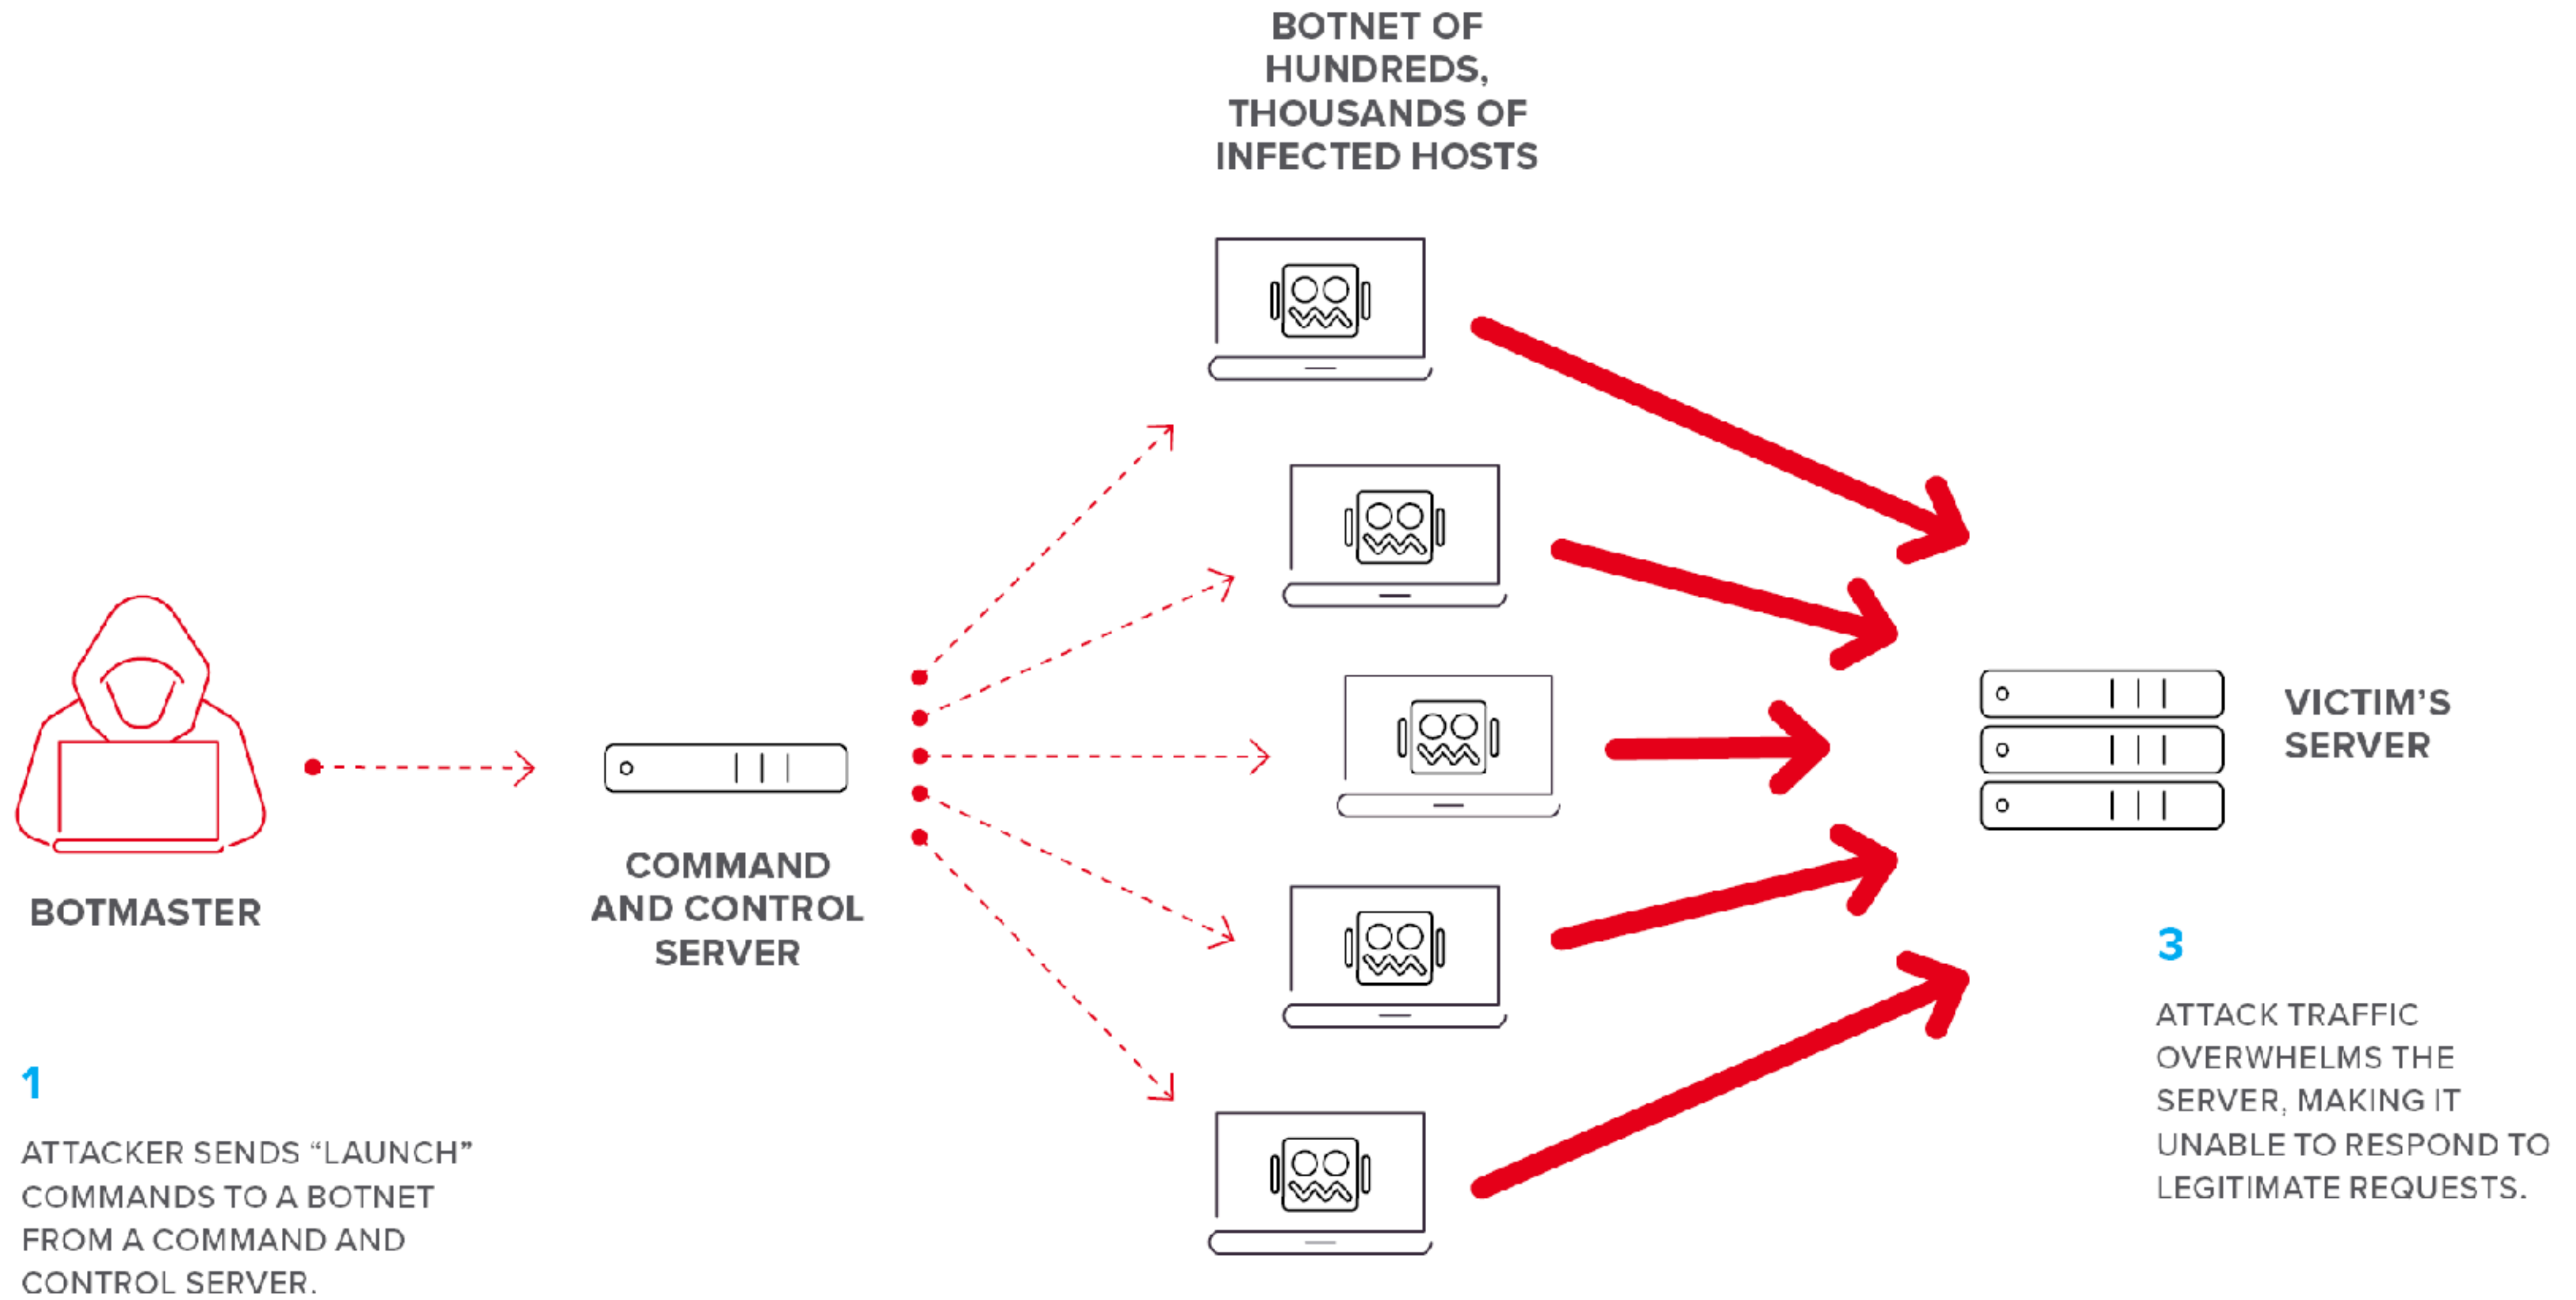 BOTNET OF
HUNDREDS,
THOUSANDS OF
INFECTED HOSTS
BOTMASTER
COMMAND
AND CONTROL
SERVER
VICTIM'S
SERVER
1
ATTACKER SENDS “LAUNCH”
COMMANDS TO A BOTNET
FROM A COMMAND AND
CONTROL SERVER.
3
ATTACK TRAFFIC
OVERWHELMS THE
SERVER, MAKING IT
UNABLE TO RESPOND TO
LEGITIMATE REQUESTS.